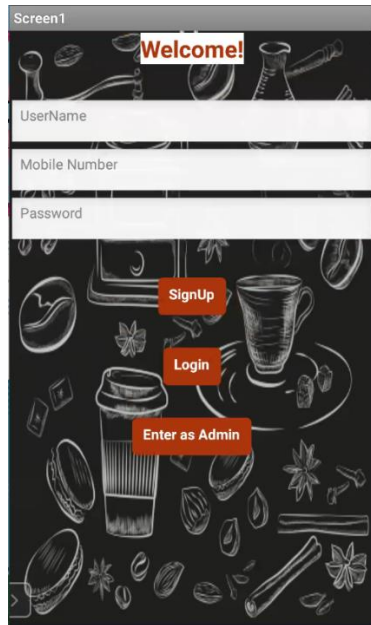 Screen1
Welcome!
UserName
Mobile Number
Password
SignUp
Login
Enter as Admin